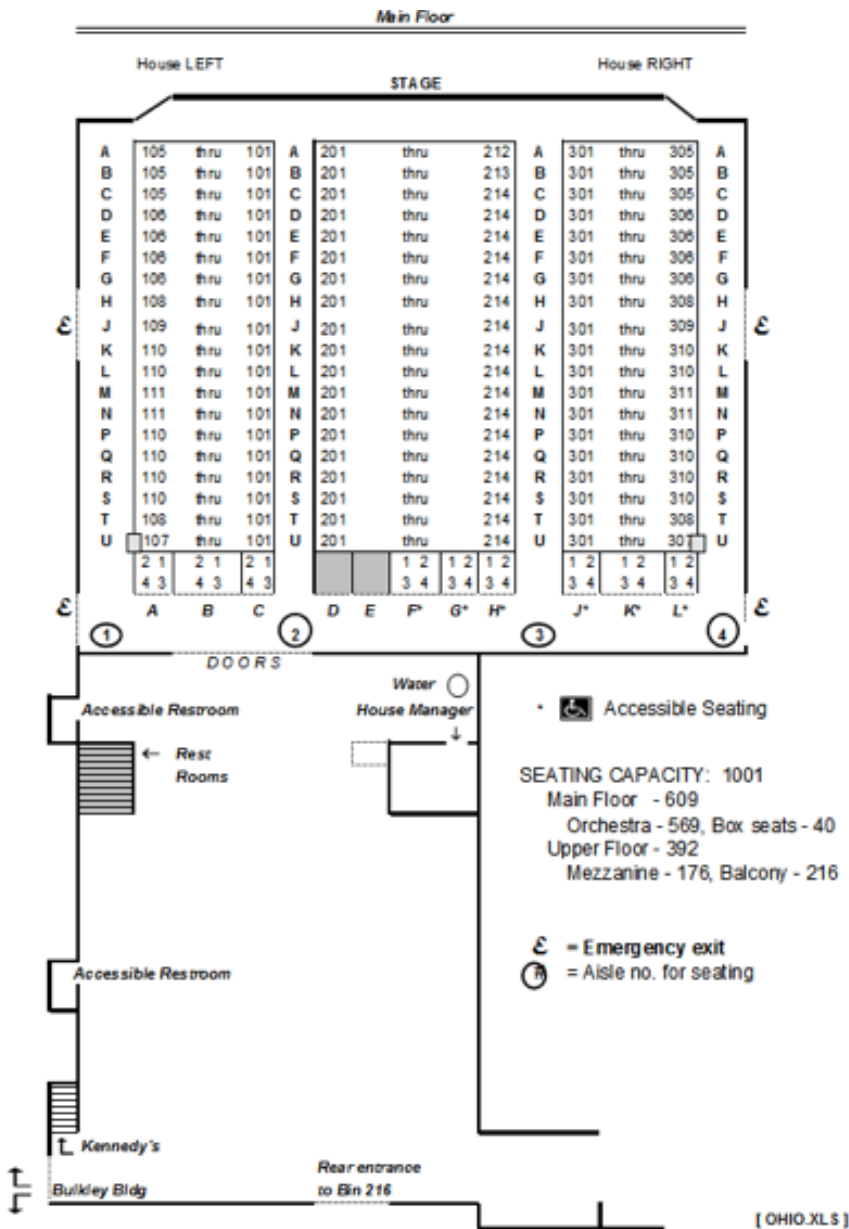 Main Floor
House LEFT House RIGHT
STAGE
A 105 thru 101 A 201 thru 212 A 301 thru 305 A
B 105 thru 101 B 201 thru 213 B 301 thru 305 B
C 105 thru 101 C 201 thru 214 C 301 thru 305 C
D 106 thru 101 D 201 thru 214 D 301 thru 306 D
E 106 thru 101 E 201 thru 214 E 301 thru 306 E
F 106 thru 101 F 201 thru 214 F 301 thru 306 F
G 106 thru 101 G 201 thru 214 G 301 thru 306 G
H 108 thru 101 H 201 thru 214 H 301 thru 308 H
ε J 109 thru 101 J 201 thru 214 J 301 thru 309 J ε
K 110 thru 101 K 201 thru 214 K 301 thru 310 K
L 110 thru 101 L 201 thru 214 L 301 thru 310 L
M 111 thru 101 M 201 thru 214 M 301 thru 311 M
N 111 thru 101 N 201 thru 214 N 301 thru 311 N
P 110 thru 101 P 201 thru 214 P 301 thru 310 P
Q 110 thru 101 Q 201 thru 214 Q 301 thru 310 Q
R 110 thru 101 R 201 thru 214 R 301 thru 310 R
S 110 thru 101 S 201 thru 214 S 301 thru 310 S
T 108 thru 101 T 201 thru 214 T 301 thru 308 T
U 107 thru 101 U 201 thru 214 U 301 thru 307 U
2 1 2 1 2 1 1 2 1 2 1 2 1 2 1 2 1 2
4 3 4 3 4 3 3 4 3 4 3 4 3 4 3 4 3 4
ε A B C D E F* G* H* J* K* L* ε
1 2 3 4
DOORS
Water
Accessible Restroom House Manager
← Rest
Rooms
* Accessible Seating
SEATING CAPACITY: 1001
Main Floor - 609
Orchestra - 569, Box seats - 40
Upper Floor - 392
Mezzanine - 176, Balcony - 216
ε = Emergency exit
= Aisle no. for seating
Accessible Restroom
Kennedy's
Bulkley Bldg
Rear entrance
to Bin 216
[ OHIO.XLS ]